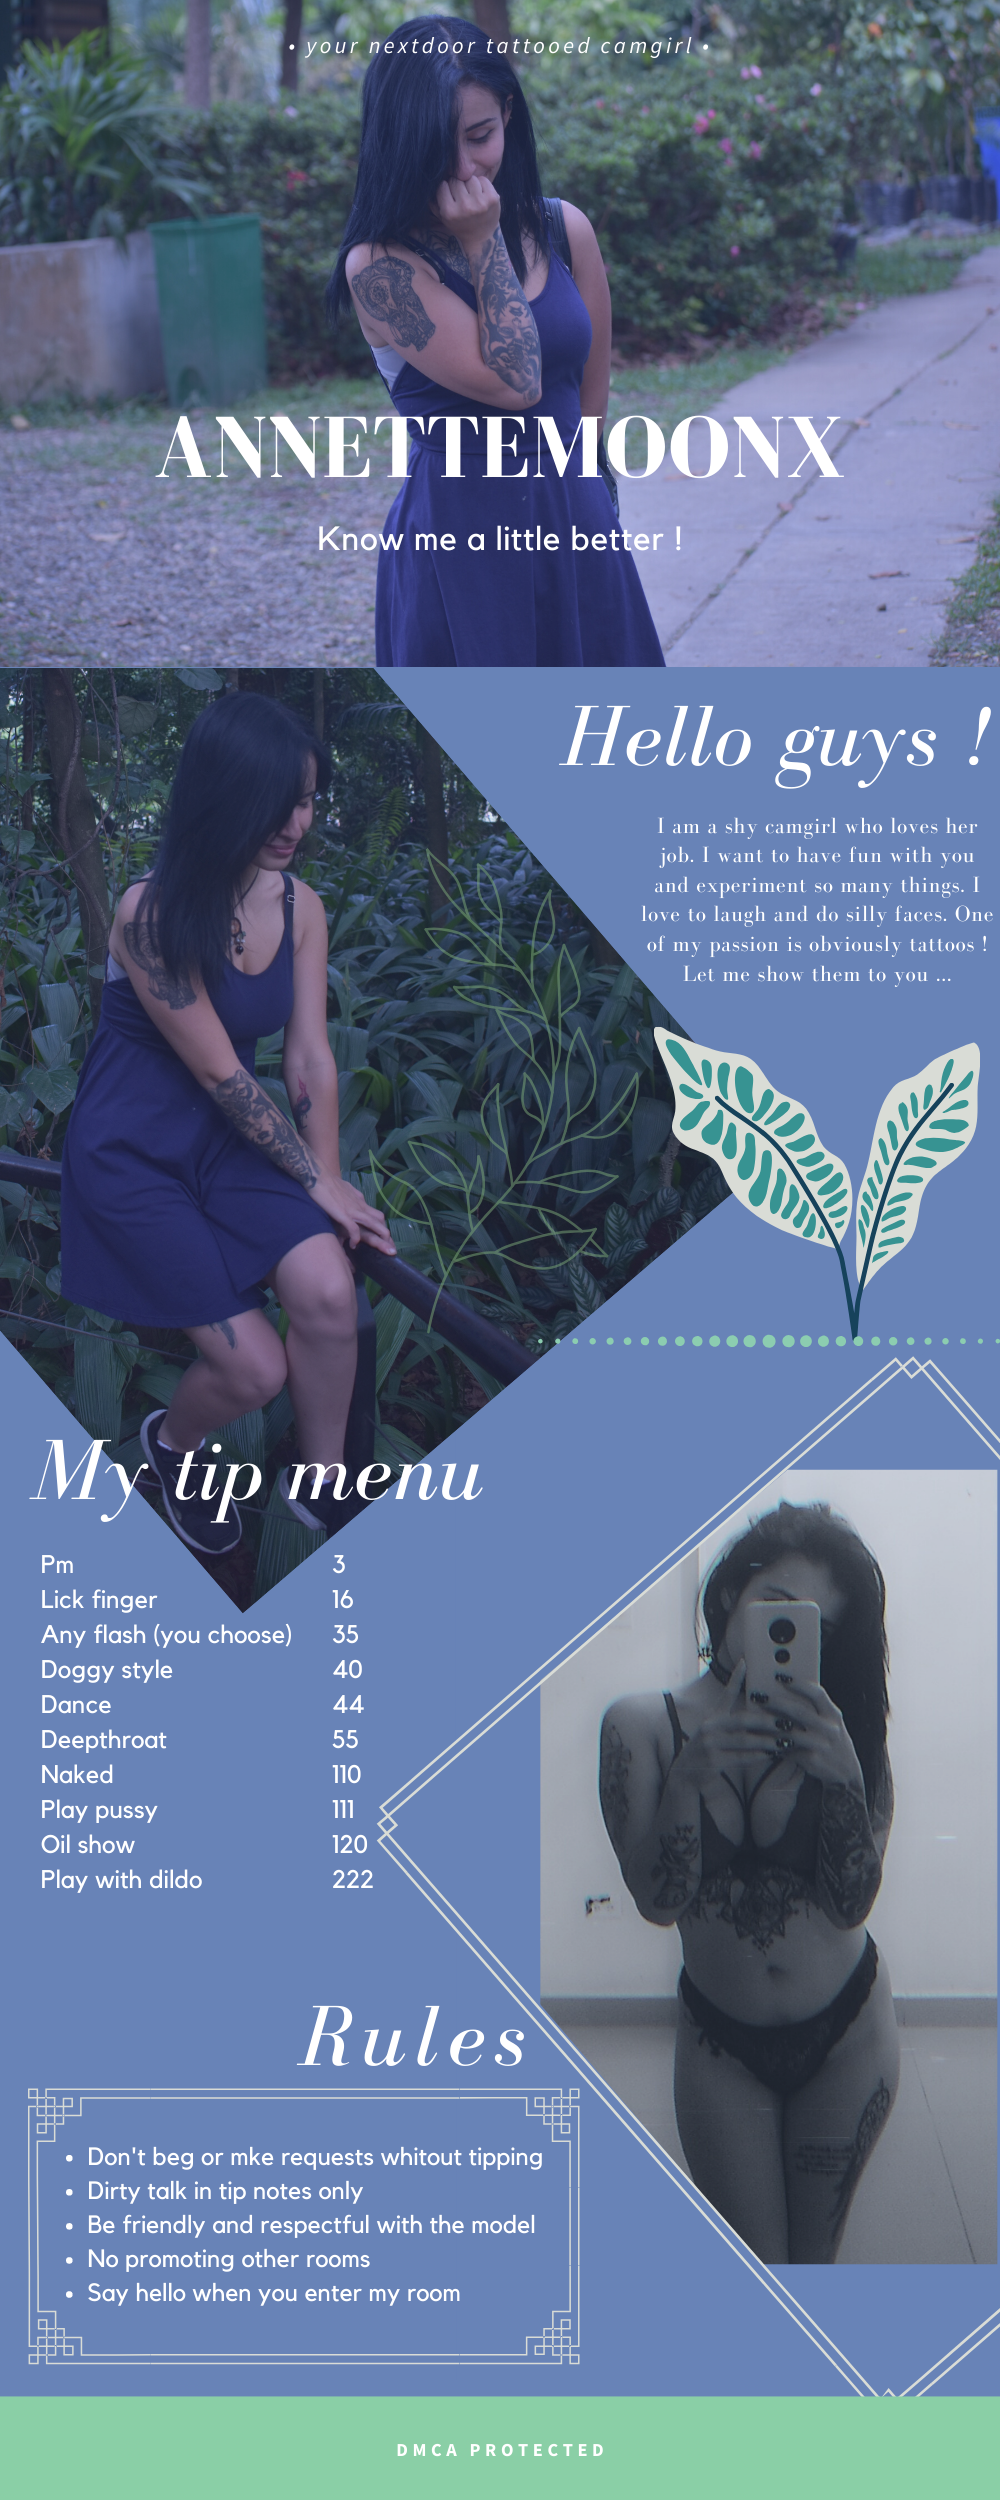 • your nextdoor tattooed camgirl •
ANNETTEMOONX
Know me a little better !
Hello guys !
I am a shy camgirl who loves her
job. I want to have fun with you
and experiment so many things. I
love to laugh and do silly faces. One
of my passion is obviously tattoos !
Let me show them to you ...
My tip menu
Pm 3
Lick finger 16
Any flash (you choose) 35
Doggy style 40
Dance 44
Deepthroat 55
Naked 110
Play pussy 111
Oil show 120
Play with dildo 222
Rules
• Don't beg or mke requests whitout tipping
• Dirty talk in tip notes only
• Be friendly and respectful with the model
• No promoting other rooms
• Say hello when you enter my room
DMCA PROTECTED